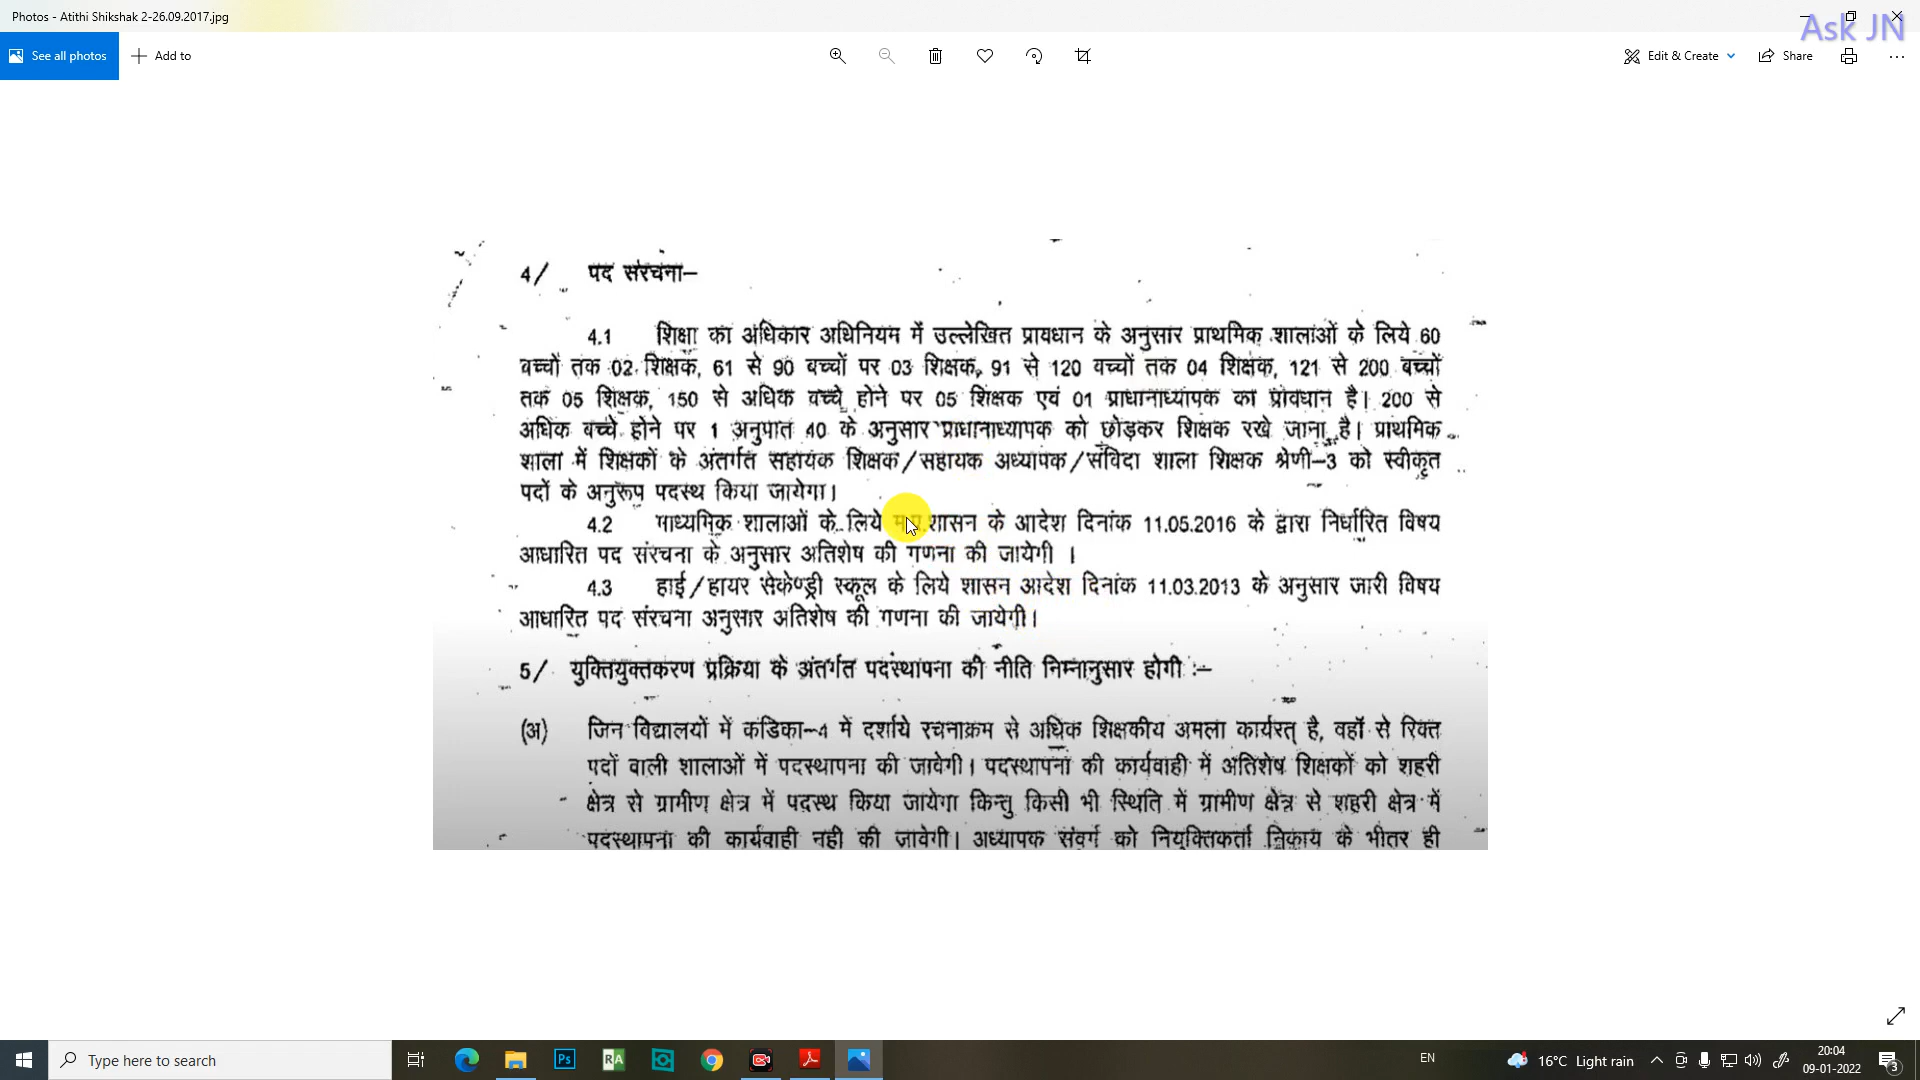 Photos - Atithi Shikshak 2-26.09.2017.jpg
Ask JN
See all photos
Add to
Edit & Create
Share
4/ पद संरचना–
4.1 शिक्षा का अधिकार अधिनियम में उल्लेखित प्रावधान के अनुसार प्राथमिक शालाओं के लिये 60
बच्चों तक 02 शिक्षक, 61 से 90 बच्चों पर 03 शिक्षक, 91 से 120 बच्चों तक 04 शिक्षक, 121 से 200 बच्चों
तक 05 शिक्षक, 150 से अधिक बच्चे होने पर 05 शिक्षक एवं 01 प्राधानाध्यापक का प्रावधान है। 200 से
अधिक बच्चे होने पर 1 अनुपात 40 के अनुसार प्राधानाध्यापक को छोड़कर शिक्षक रखे जाना है। प्राथमिक
शाला में शिक्षकों के अंतर्गत सहायक शिक्षक/सहायक अध्यापक/संविदा शाला शिक्षक श्रेणी–3 को स्वीकृत
पदों के अनुरूप पदस्थ किया जायेगा।
4.2 माध्यमिक शालाओं के लिये शासन के आदेश दिनांक 11.05.2016 के द्वारा निर्धारित विषय
आधारित पद संरचना के अनुसार अतिशेष की गणना की जायेगी ।
4.3 हाई/हायर सेकेण्ड्री स्कूल के लिये शासन आदेश दिनांक 11.03.2013 के अनुसार जारी विषय
आधारित पद संरचना अनुसार अतिशेष की गणना की जायेगी।
5/ युक्तियुक्तकरण प्रक्रिया के अंतर्गत पदस्थापना की नीति निम्नानुसार होगी :–
(अ) जिन विद्यालयों में कंडिका–4 में दर्शाये रचनाक्रम से अधिक शिक्षकीय अमला कार्यरत् है, वहाँ से रिक्त
पदों वाली शालाओं में पदस्थापना की जावेगी। पदस्थापना की कार्यवाही में अतिशेष शिक्षकों को शहरी
क्षेत्र से ग्रामीण क्षेत्र में पदस्थ किया जायेगा किन्तु किसी भी स्थिति में ग्रामीण क्षेत्र से शहरी क्षेत्र में
पदस्थापना की कार्यवाही नही की जावेगी। अध्यापक संवर्ग को नियुक्तिकर्ता निकाय के भीतर ही
Type here to search
Ps
RA
EN
16°C Light rain
20:04
09-01-2022
3